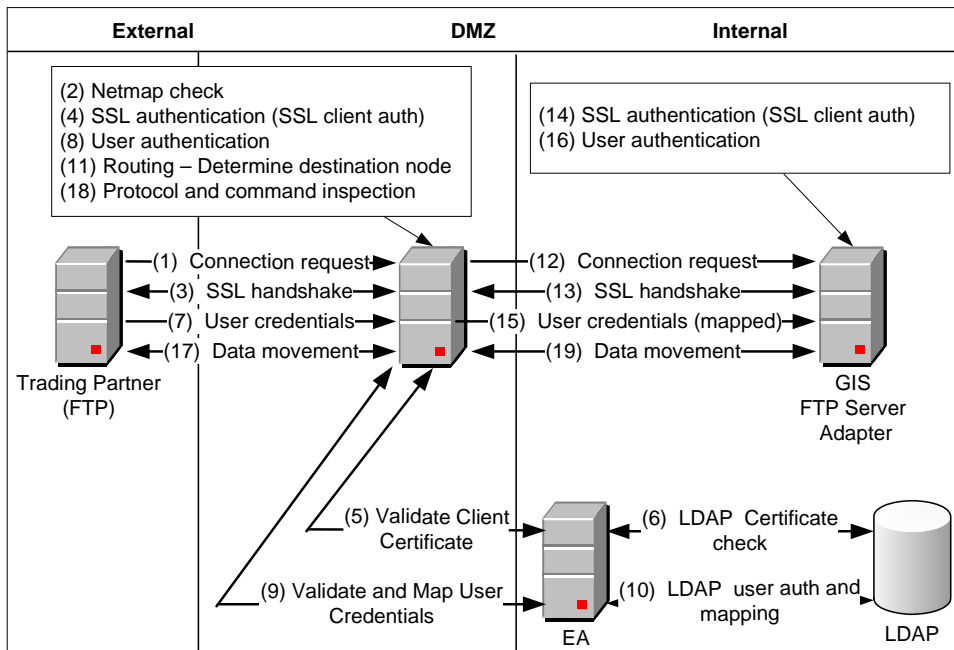 External
DMZ
Internal
(2) Netmap check
(4) SSL authentication (SSL client auth)
(8) User authentication
(11) Routing – Determine destination node
(18) Protocol and command inspection
(14) SSL authentication (SSL client auth)
(16) User authentication
(1) Connection request
(3) SSL handshake
(7) User credentials
(17) Data movement
(12) Connection request
(13) SSL handshake
(15) User credentials (mapped)
(19) Data movement
Trading Partner
(FTP)
GIS
FTP Server
Adapter
(5) Validate Client
Certificate
(6) LDAP Certificate
check
(9) Validate and Map User
Credentials
(10) LDAP user auth and
mapping
EA
LDAP